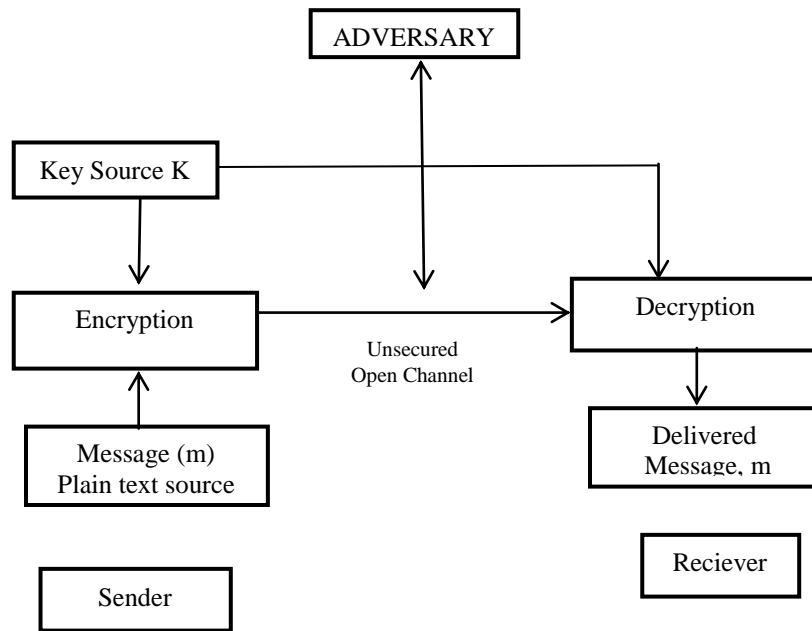 ADVERSARY
Key Source K
Encryption
Decryption
Unsecured
Open Channel
Message (m)
Plain text source
Delivered
Message, m
Reciever
Sender